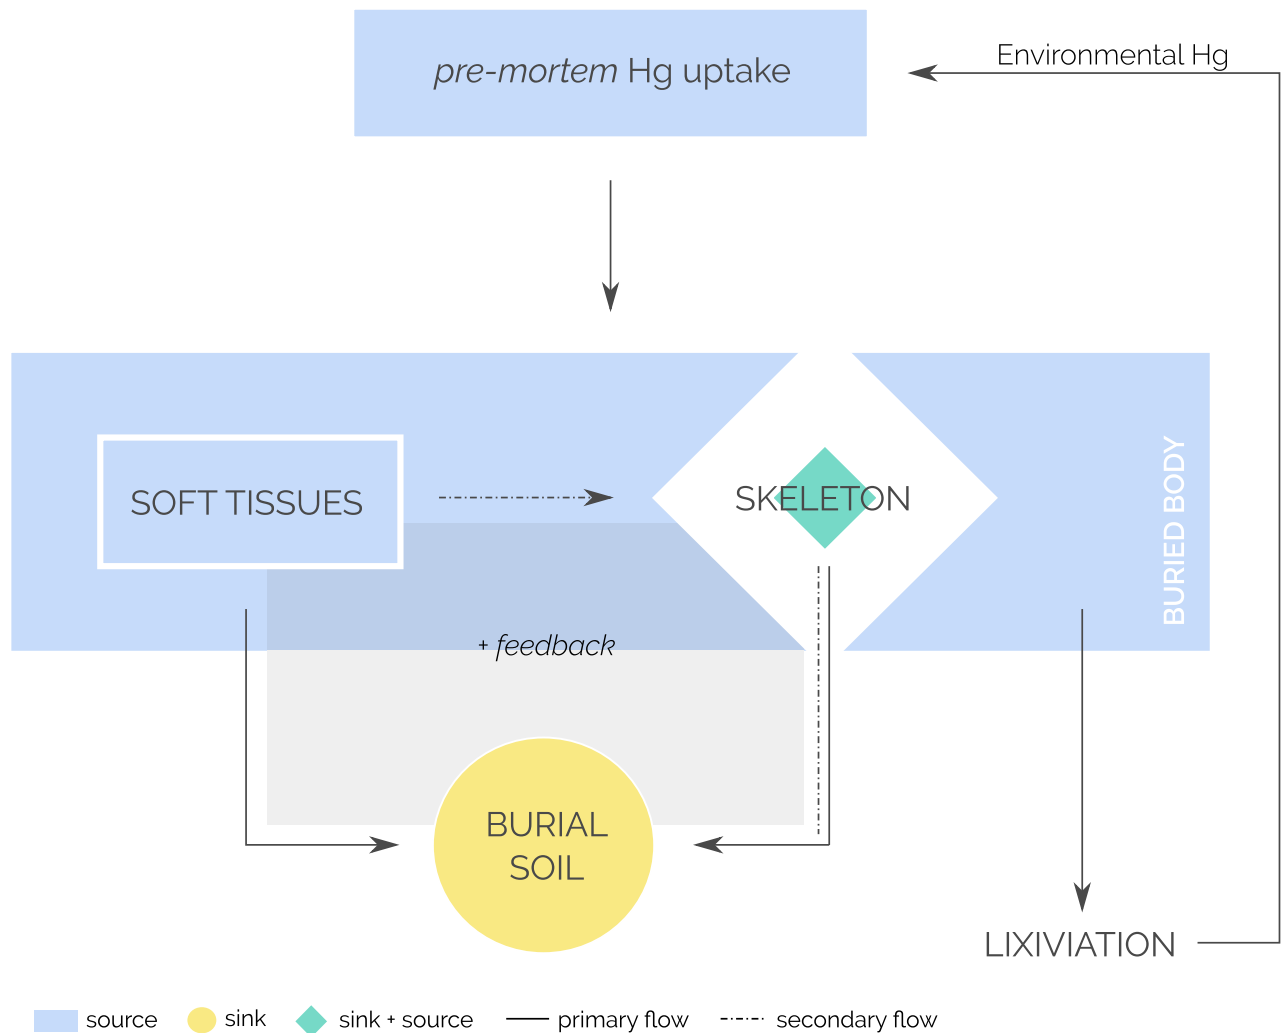 Environmental Hg
pre-mortem Hg uptake
SOFT TISSUES
SKELETON
BURIED BODY
+ feedback
BURIAL
SOIL
LIXIVIATION
source
sink
sink + source
primary flow
secondary flow